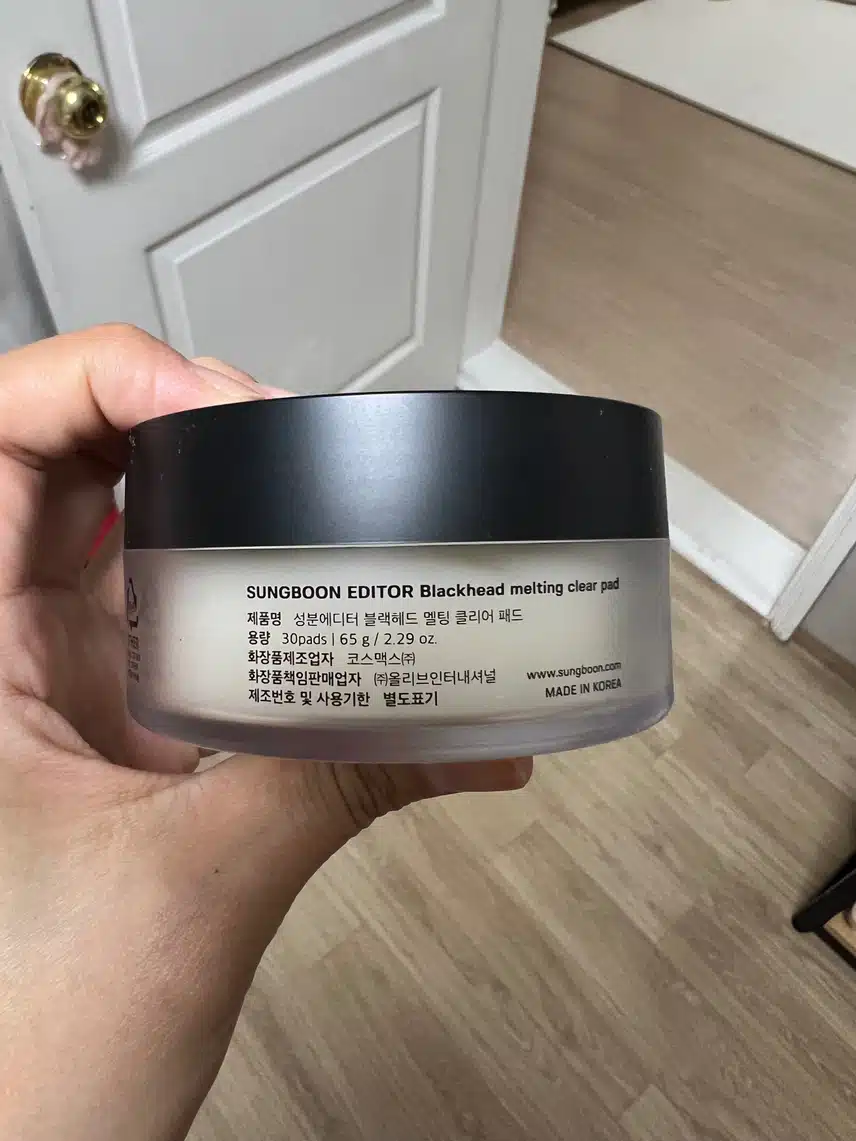 SUNGBOON EDITOR Blackhead melting clear pad
제품명 성분에디터 블랙헤드 멜팅 클리어 패드
용량 30pads | 65 g / 2.29 oz.
화장품제조업자 코스맥스㈜
화장품책임판매업자 ㈜올리브인터내셔널
제조번호 및 사용기한 별도표기
www.sungboon.com
MADE IN KOREA